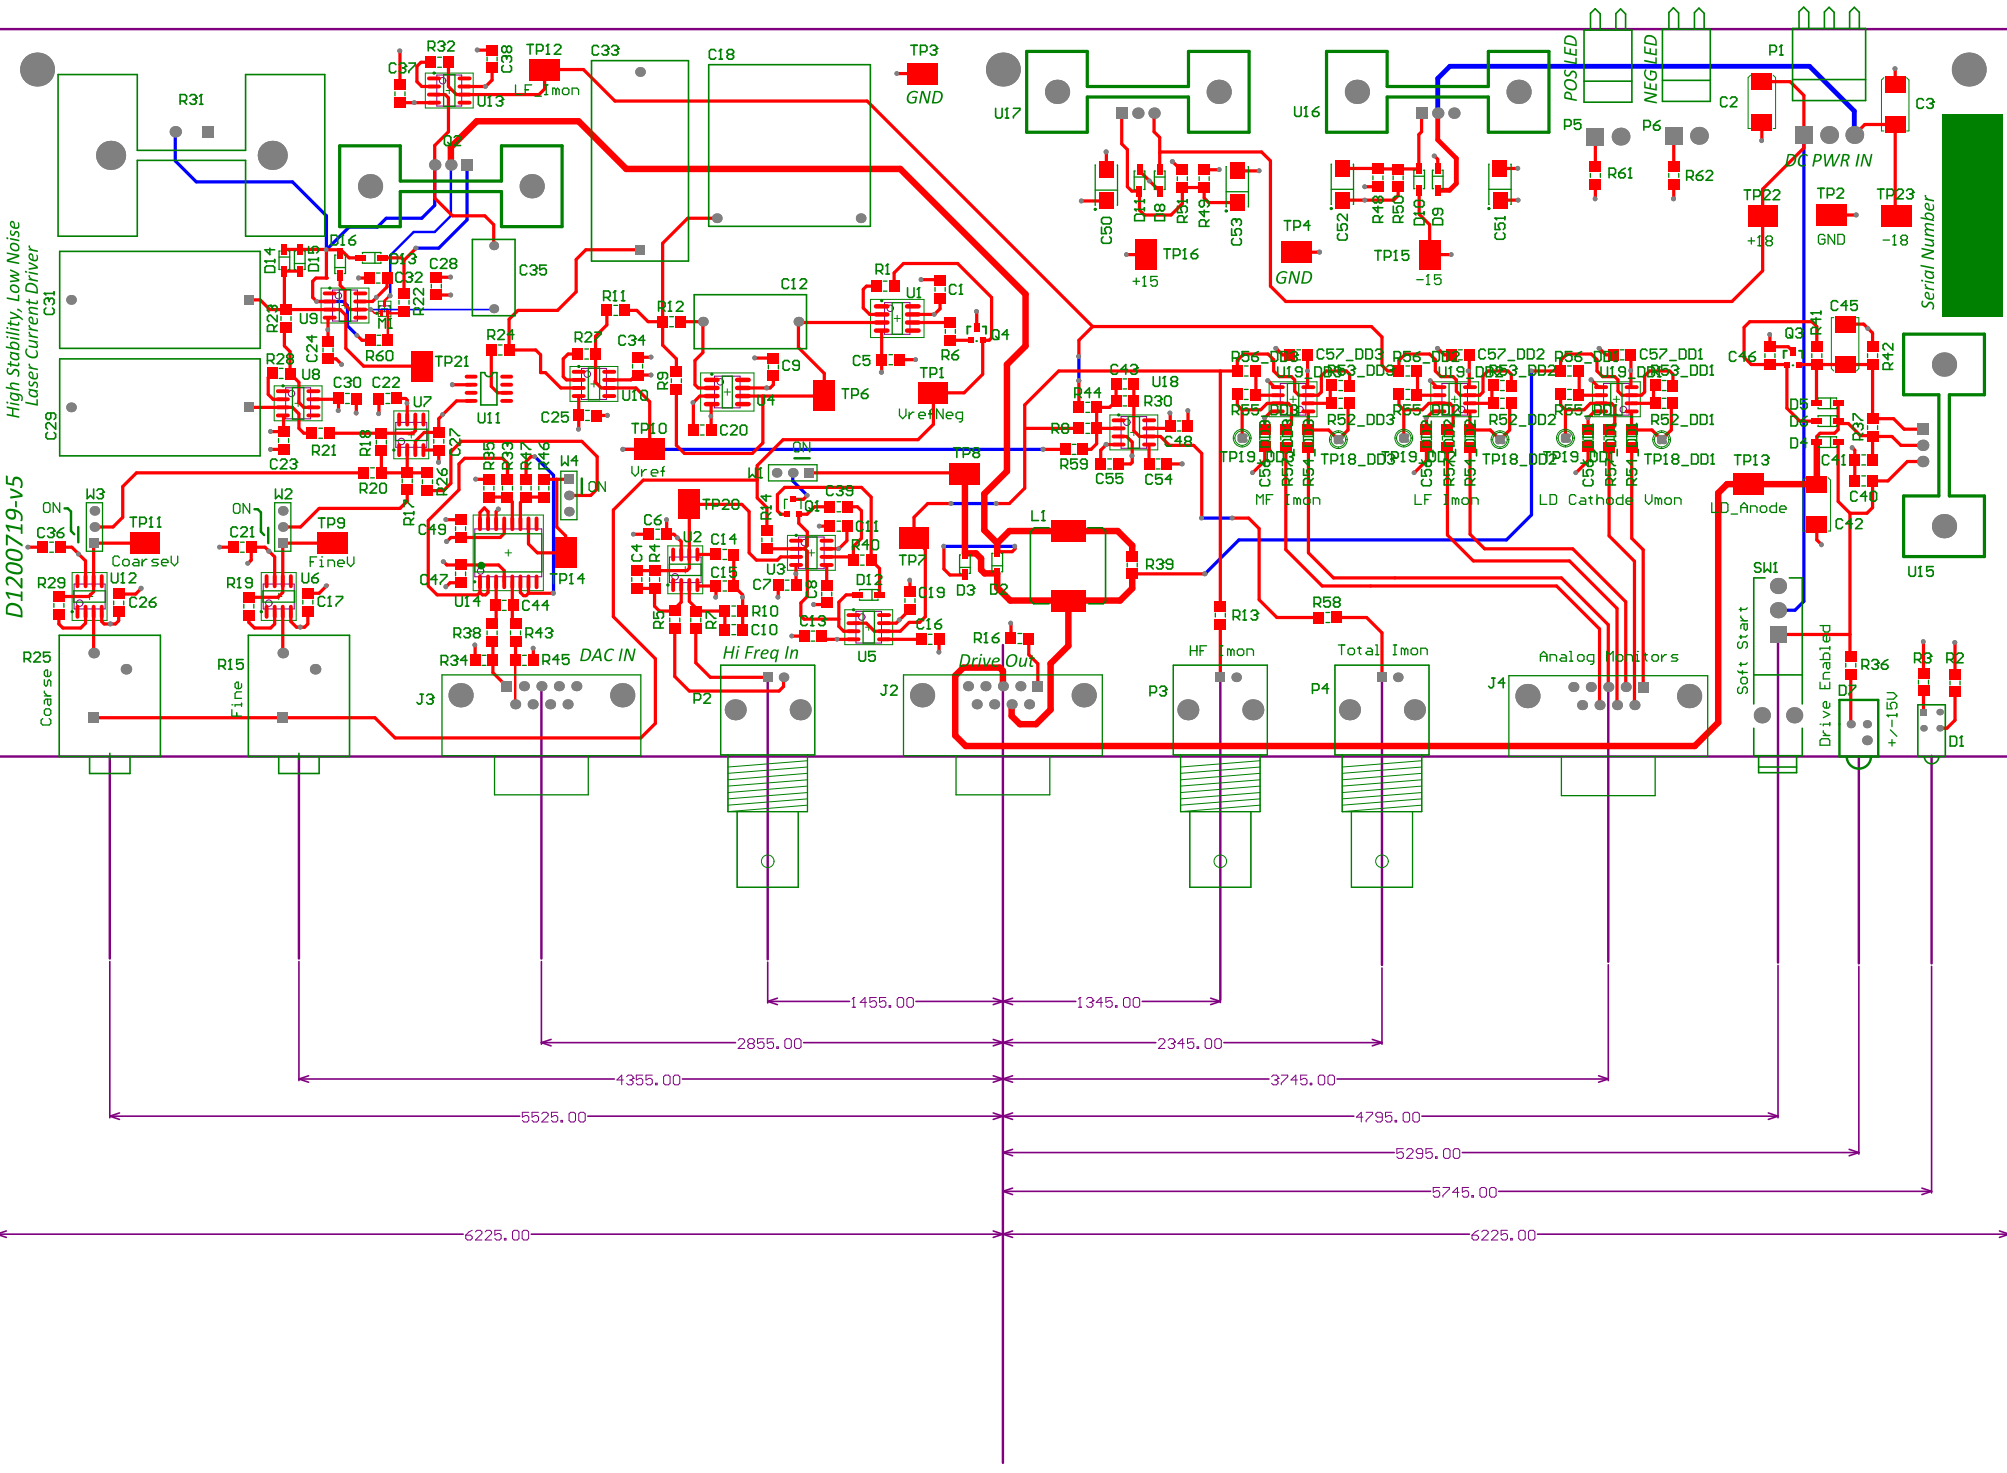 High Stability, Low Noise
Laser Current Driver
D1200719-v5
Serial Number
R31
R32
C37
C38
U13
TP12
LF_Imon
C33
C18
TP3
GND
U17
U16
POS LED
NEG LED
P5
P6
P1
C2
C3
DC PWR IN
R61
R62
TP22
+18
TP2
GND
TP23
-18
Q2
C50
D11
D8
R51
R49
C53
TP16
+15
TP4
GND
C52
R48
R50
D10
D9
C51
TP15
-15
C31
C29
D14
D15
D16
D13
C32
C28
R23
U9
M1
R22
C24
R60
C35
R24
R11
R12
C12
R1
U1
C1
R6
Q4
C5
R28
U8
C30
C22
U7
TP21
U11
R27
C34
U10
C25
R9
C9
U4
C20
TP6
TP1
VrefNeg
C23
R21
R18
C27
R20
R17
R26
TP10
Vref
W1
ON
TP8
R44
C43
U18
R30
R8
R59
C48
C55
C54
C57_DD3
C57_DD2
C57_DD1
R52_DD3
R52_DD2
R52_DD1
TP18_DD3
TP18_DD2
TP18_DD1
MF Imon
LF Imon
LD Cathode Vmon
C45
Q3
R41
C46
R42
D5
D6
D4
R37
C41
C40
C42
TP13
LD_Anode
U15
W3
ON
C36
TP11
CoarseV
R29
U12
C26
R25
Coarse
W2
ON
C21
TP9
FineV
R19
U6
C17
R15
Fine
R35
R33
R47
R46
W4
ON
C49
C47
U14
TP14
C44
R38
R43
R34
R45
DAC IN
J3
TP20
C6
U2
C14
C4
R4
C15
R5
R7
R10
C10
R14
Q1
C39
C11
R40
U3
C7
C8
D12
C13
U5
C19
C16
TP7
Hi Freq In
P2
L1
D3
D2
R39
R16
Drive Out
J2
R13
HF Imon
P3
R58
Total Imon
P4
Analog Monitors
J4
SW1
Soft Start
Drive Enabled
R36
D7
+/-15V
R3
R2
D1
1455.00
1345.00
2855.00
2345.00
4355.00
3745.00
5525.00
4795.00
5295.00
5745.00
6225.00
6225.00